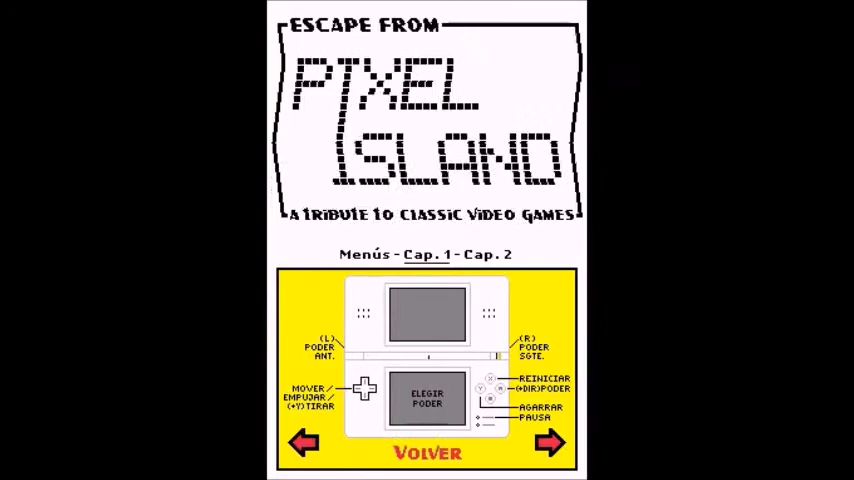 ESCAPE FROM
PIXEL
ISLAND
A TRIBUTE TO CLASSIC VIDEO GAMES
Menús - Cap.1 - Cap.2
(L)
PODER
ANT.
(R)
PODER
SGTE.
MOVER/
EMPUJAR/
(+Y)TIRAR
ELEGIR
PODER
X
Y
REINICIAR
(+DIR)PODER
AGARRAR
PAUSA
VOLVER